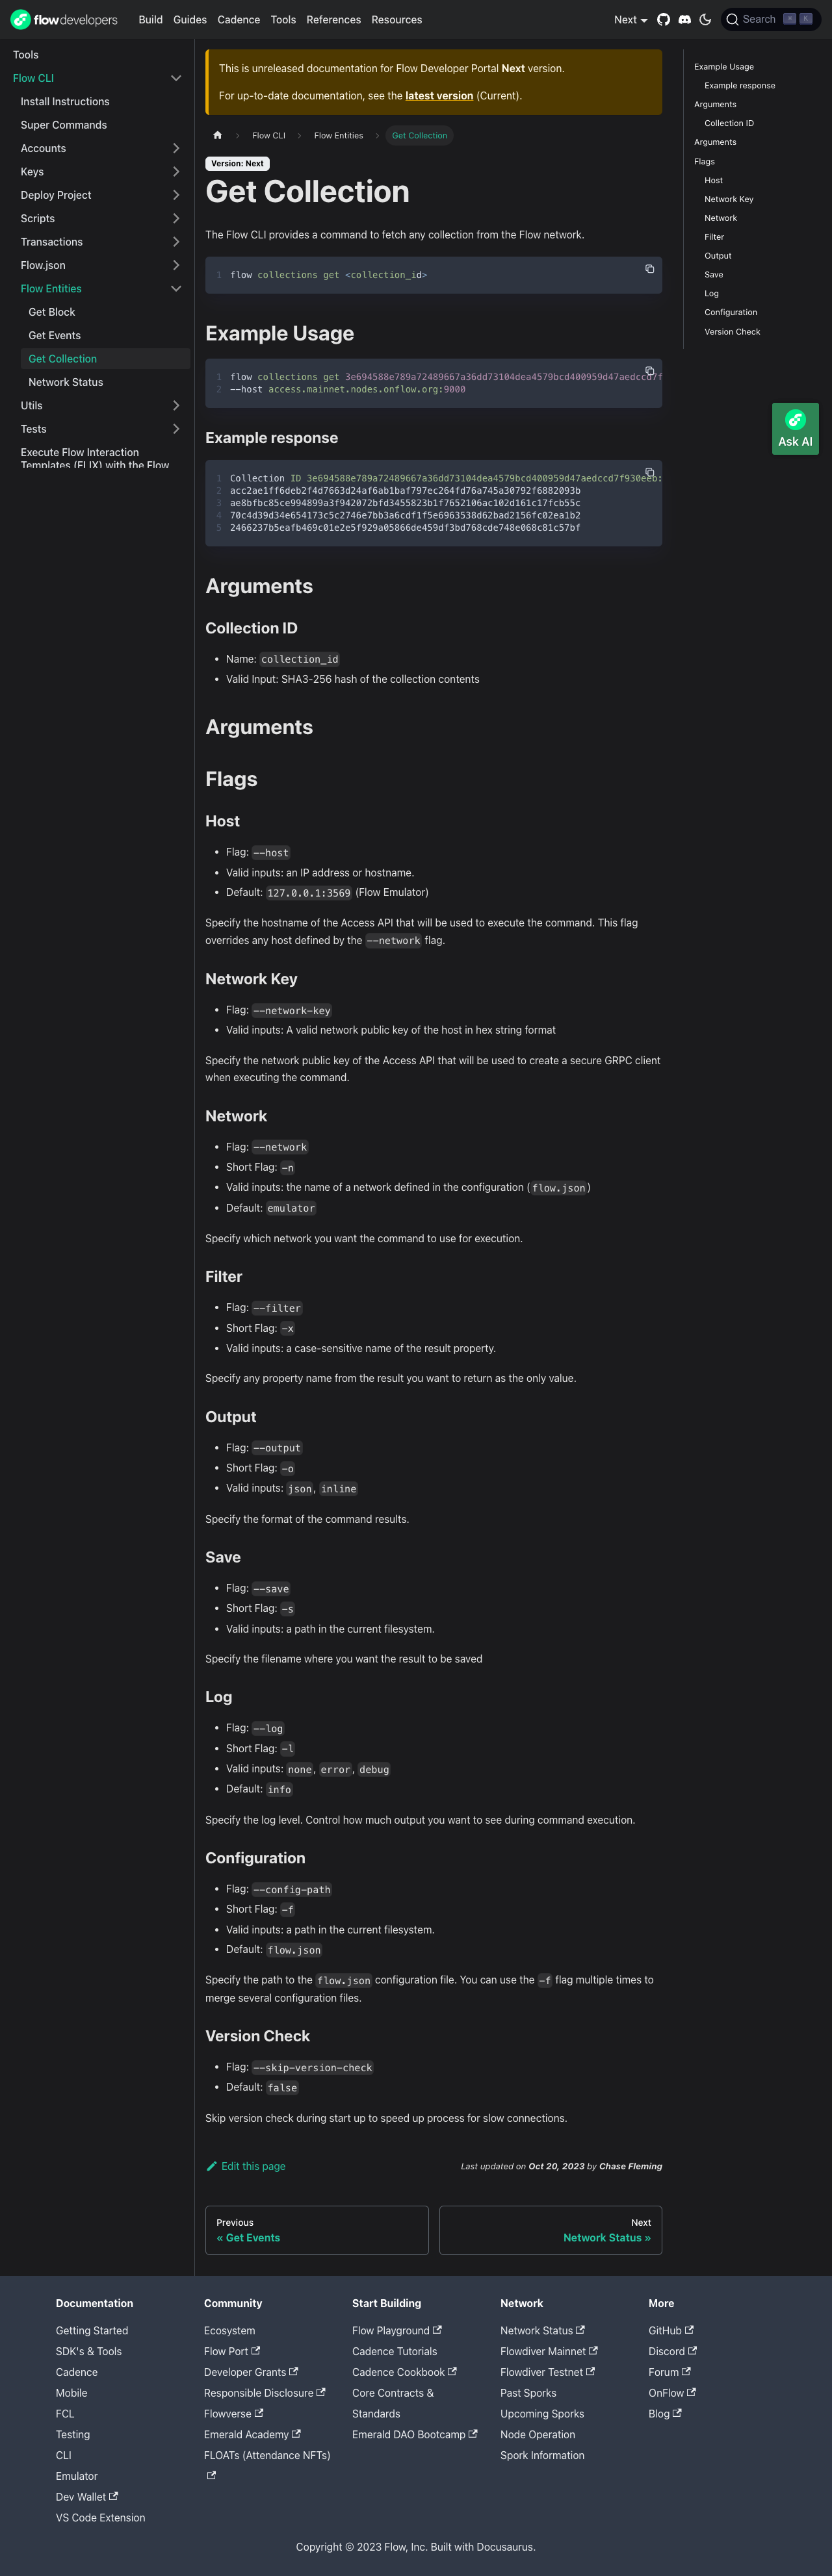 flowdevelopers Build Guides Cadence Tools References Resources Next Search ⌘ K
Tools
Flow CLI
Install Instructions
Super Commands
Accounts
Keys
Deploy Project
Scripts
Transactions
Flow.json
Flow Entities
Get Block
Get Events
Get Collection
Network Status
Utils
Tests
Execute Flow Interaction
Templates (FLIX) with the Flow
This is unreleased documentation for Flow Developer Portal Next version.
For up-to-date documentation, see the latest version (Current).
Flow CLI Flow Entities Get Collection
Version: Next
Get Collection
The Flow CLI provides a command to fetch any collection from the Flow network.
1 flow collections get <collection_id>
Example Usage
1 flow collections get 3e694588e789a72489667a36dd73104dea4579bcd400959d47aedccd7f
2 --host access.mainnet.nodes.onflow.org:9000
Example response
1 Collection ID 3e694588e789a72489667a36dd73104dea4579bcd400959d47aedccd7f930eeb:
2 acc2ae1ff6deb2f4d7663d24af6ab1baf797ec264fd76a745a30792f6882093b
3 ae8bfbc85ce994899a3f942072bfd3455823b1f7652106ac102d161c17fcb55c
4 70c4d39d34e654173c5c2746e7bb3a6cdf1f5e6963538d62bad2156fc02ea1b2
5 2466237b5eafb469c01e2e5f929a05866de459df3bd768cde748e068c81c57bf
Arguments
Collection ID
• Name: collection_id
• Valid Input: SHA3-256 hash of the collection contents
Arguments
Flags
Host
• Flag: --host
• Valid inputs: an IP address or hostname.
• Default: 127.0.0.1:3569 (Flow Emulator)
Specify the hostname of the Access API that will be used to execute the command. This flag
overrides any host defined by the --network flag.
Network Key
• Flag: --network-key
• Valid inputs: A valid network public key of the host in hex string format
Specify the network public key of the Access API that will be used to create a secure GRPC client
when executing the command.
Network
• Flag: --network
• Short Flag: -n
• Valid inputs: the name of a network defined in the configuration (flow.json)
• Default: emulator
Specify which network you want the command to use for execution.
Filter
• Flag: --filter
• Short Flag: -x
• Valid inputs: a case-sensitive name of the result property.
Specify any property name from the result you want to return as the only value.
Output
• Flag: --output
• Short Flag: -o
• Valid inputs: json, inline
Specify the format of the command results.
Save
• Flag: --save
• Short Flag: -s
• Valid inputs: a path in the current filesystem.
Specify the filename where you want the result to be saved
Log
• Flag: --log
• Short Flag: -l
• Valid inputs: none, error, debug
• Default: info
Specify the log level. Control how much output you want to see during command execution.
Configuration
• Flag: --config-path
• Short Flag: -f
• Valid inputs: a path in the current filesystem.
• Default: flow.json
Specify the path to the flow.json configuration file. You can use the -f flag multiple times to
merge several configuration files.
Version Check
• Flag: --skip-version-check
• Default: false
Skip version check during start up to speed up process for slow connections.
Edit this page Last updated on Oct 20, 2023 by Chase Fleming
Previous
« Get Events
Next
Network Status »
Example Usage
Example response
Arguments
Collection ID
Arguments
Flags
Host
Network Key
Network
Filter
Output
Save
Log
Configuration
Version Check
Ask AI
Documentation
Getting Started
SDK's & Tools
Cadence
Mobile
FCL
Testing
CLI
Emulator
Dev Wallet
VS Code Extension
Community
Ecosystem
Flow Port
Developer Grants
Responsible Disclosure
Flowverse
Emerald Academy
FLOATs (Attendance NFTs)
Start Building
Flow Playground
Cadence Tutorials
Cadence Cookbook
Core Contracts &
Standards
Emerald DAO Bootcamp
Network
Network Status
Flowdiver Mainnet
Flowdiver Testnet
Past Sporks
Upcoming Sporks
Node Operation
Spork Information
More
GitHub
Discord
Forum
OnFlow
Blog
Copyright © 2023 Flow, Inc. Built with Docusaurus.